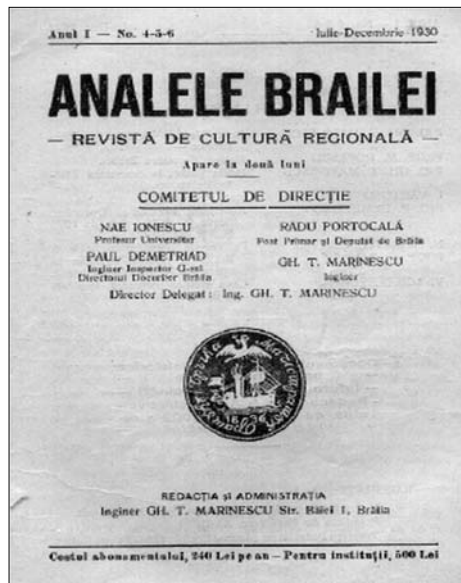 Anul I — No. 4-5-6 Iulie-Decembrie 1930
ANALELE BRAILEI
— REVISTĂ DE CULTURĂ REGIONALĂ —
Apare la două luni
COMITETUL DE DIRECȚIE
NAE IONESCU
Profesor Universitar
PAUL DEMETRIAD
Inginer Inspector G-ral
Directorul Docurilor Brăila
RADU PORTOCALĂ
Fost Primar și Deputat de Brăila
GH. T. MARINESCU
Inginer
Director Delegat: Ing. GH. T. MARINESCU
REDACȚIA și ADMINISTRAȚIA
Inginer GH. T. MARINESCU Str. Băiei 1, Brăila
Costul abonamentului, 240 Lei pe an — Pentru instituții, 500 Lei